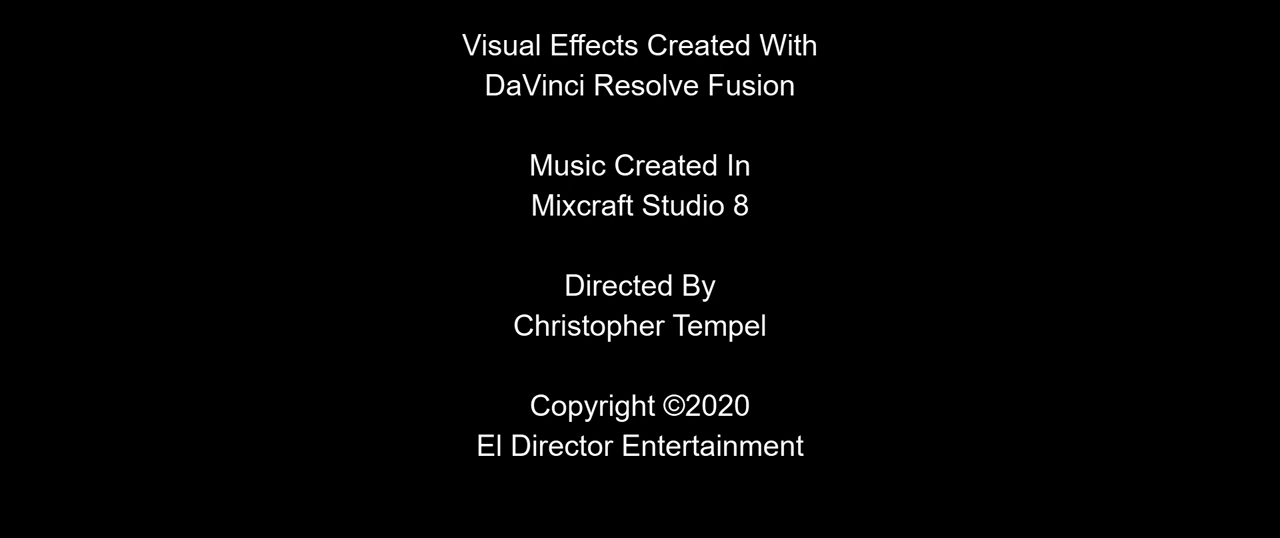 Visual Effects Created With
DaVinci Resolve Fusion
Music Created In
Mixcraft Studio 8
Directed By
Christopher Tempel
Copyright ©2020
El Director Entertainment